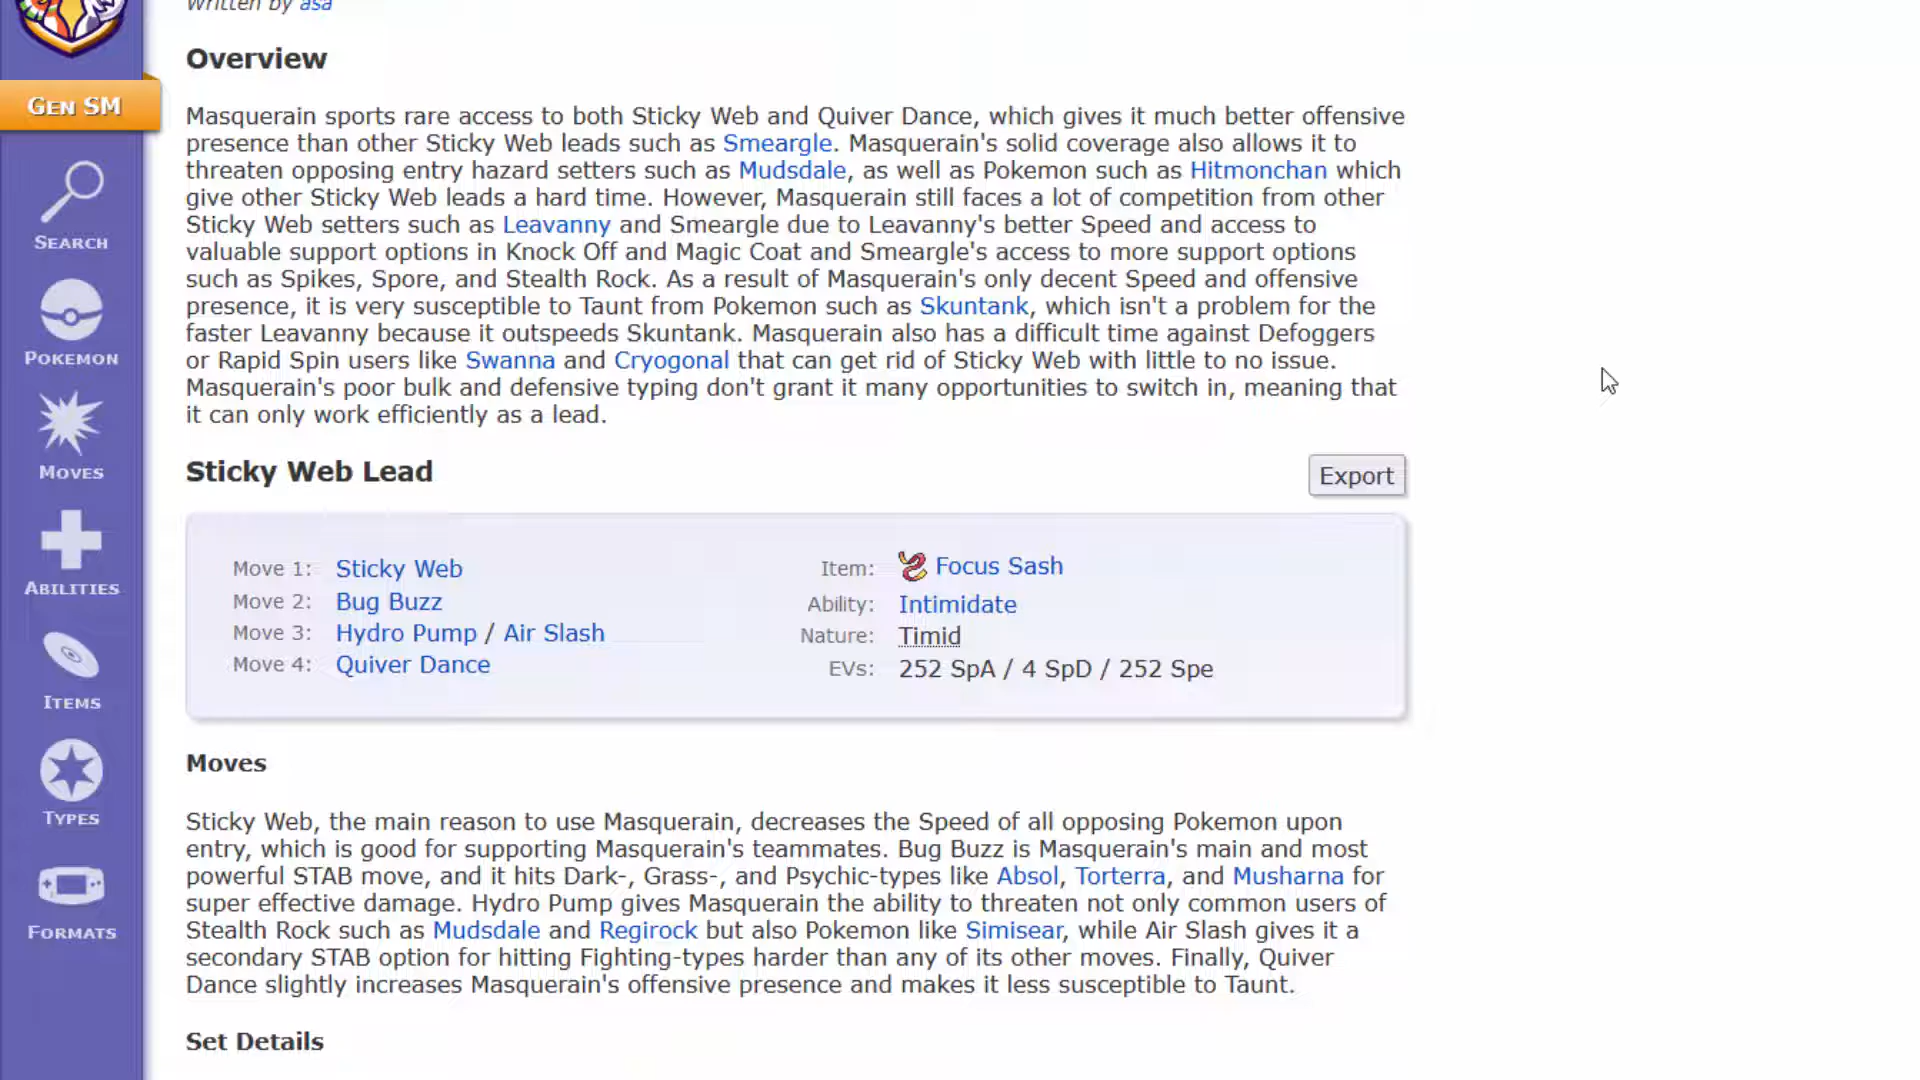 Written by asa
Overview
GEN SM
Masquerain sports rare access to both Sticky Web and Quiver Dance, which gives it much better offensive
presence than other Sticky Web leads such as Smeargle. Masquerain's solid coverage also allows it to
threaten opposing entry hazard setters such as Mudsdale, as well as Pokemon such as Hitmonchan which
give other Sticky Web leads a hard time. However, Masquerain still faces a lot of competition from other
Sticky Web setters such as Leavanny and Smeargle due to Leavanny's better Speed and access to
valuable support options in Knock Off and Magic Coat and Smeargle's access to more support options
such as Spikes, Spore, and Stealth Rock. As a result of Masquerain's only decent Speed and offensive
presence, it is very susceptible to Taunt from Pokemon such as Skuntank, which isn't a problem for the
faster Leavanny because it outspeeds Skuntank. Masquerain also has a difficult time against Defoggers
or Rapid Spin users like Swanna and Cryogonal that can get rid of Sticky Web with little to no issue.
Masquerain's poor bulk and defensive typing don't grant it many opportunities to switch in, meaning that
it can only work efficiently as a lead.
SEARCH
POKEMON
MOVES
ABILITIES
ITEMS
TYPES
FORMATS
Sticky Web Lead
Export
Move 1: Sticky Web
Move 2: Bug Buzz
Move 3: Hydro Pump / Air Slash
Move 4: Quiver Dance
Item: Focus Sash
Ability: Intimidate
Nature: Timid
EVs: 252 SpA / 4 SpD / 252 Spe
Moves
Sticky Web, the main reason to use Masquerain, decreases the Speed of all opposing Pokemon upon
entry, which is good for supporting Masquerain's teammates. Bug Buzz is Masquerain's main and most
powerful STAB move, and it hits Dark-, Grass-, and Psychic-types like Absol, Torterra, and Musharna for
super effective damage. Hydro Pump gives Masquerain the ability to threaten not only common users of
Stealth Rock such as Mudsdale and Regirock but also Pokemon like Simisear, while Air Slash gives it a
secondary STAB option for hitting Fighting-types harder than any of its other moves. Finally, Quiver
Dance slightly increases Masquerain's offensive presence and makes it less susceptible to Taunt.
Set Details